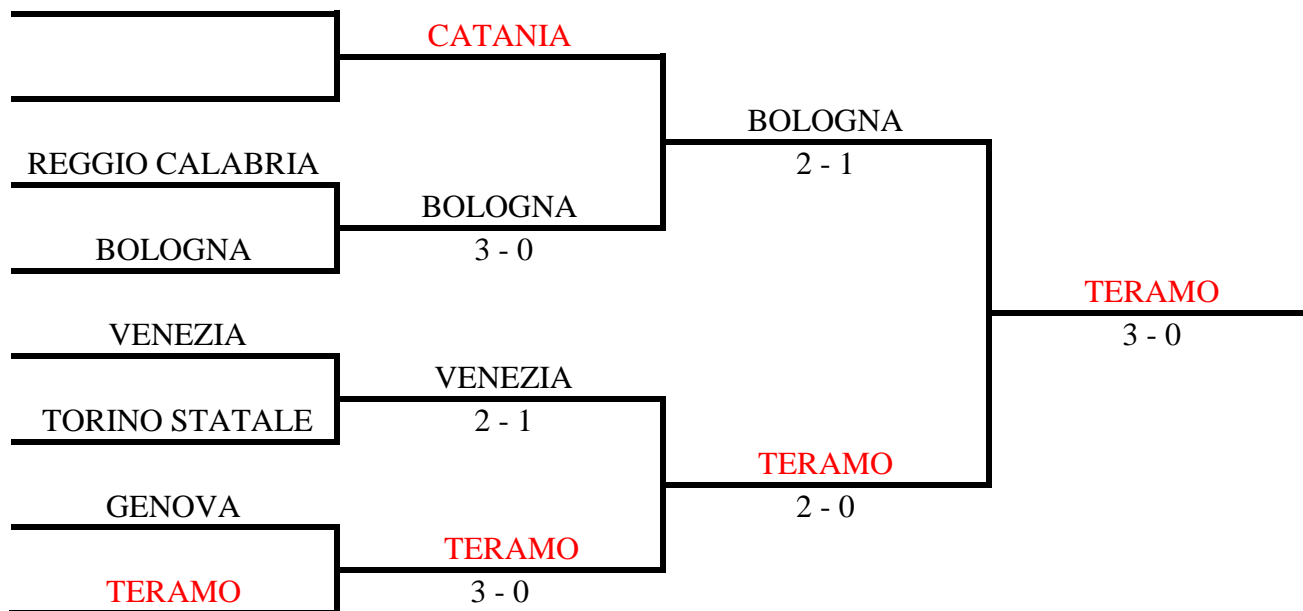 CATANIA
BOLOGNA
2 - 1
REGGIO CALABRIA
BOLOGNA
3 - 0
BOLOGNA
TERAMO
3 - 0
VENEZIA
VENEZIA
2 - 1
TORINO STATALE
TERAMO
2 - 0
GENOVA
TERAMO
3 - 0
TERAMO